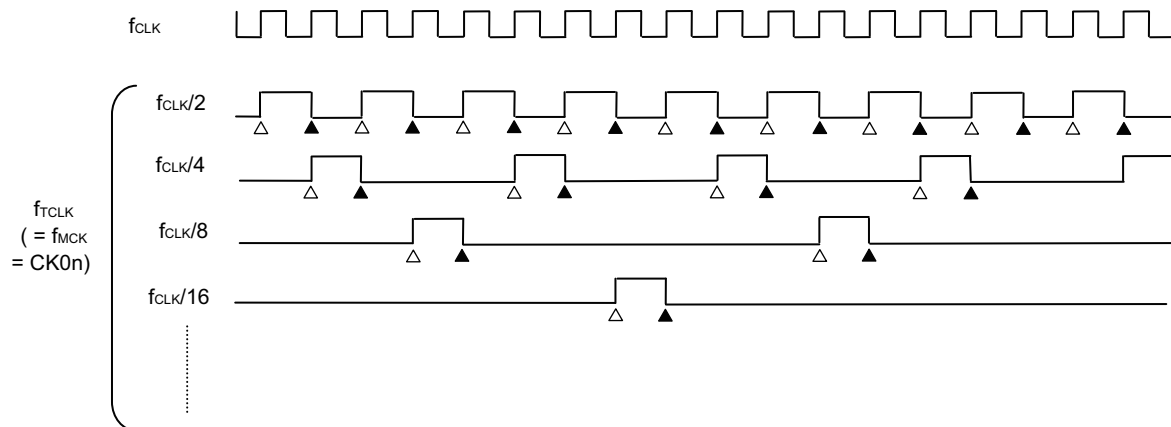 fCLK
fCLK/2
fCLK/4
fTCLK
( = fMCK
= CK0n)
fCLK/8
fCLK/16